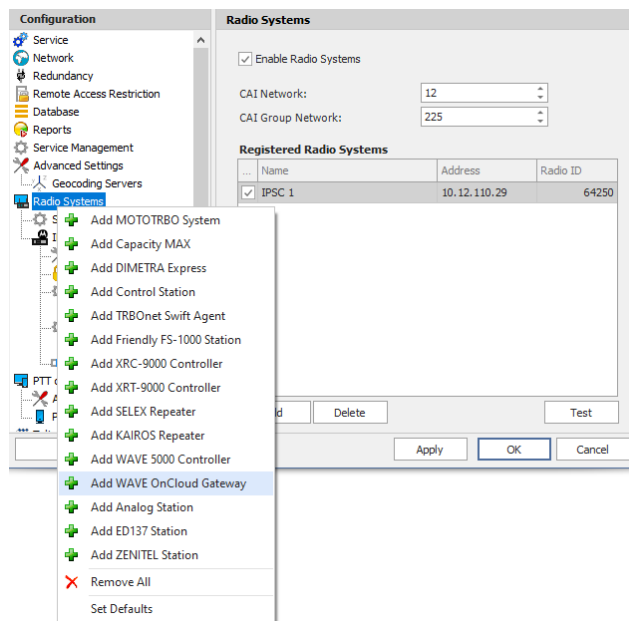 Configuration
Service
Network
Redundancy
Remote Access Restriction
Database
Reports
Service Management
Advanced Settings
Geocoding Servers
Radio Systems
S
I
PTT
A
P
Add MOTOTRBO System
Add Capacity MAX
Add DIMETRA Express
Add Control Station
Add TRBOnet Swift Agent
Add Friendly FS-1000 Station
Add XRC-9000 Controller
Add XRT-9000 Controller
Add SELEX Repeater
Add KAIROS Repeater
Add WAVE 5000 Controller
Add WAVE OnCloud Gateway
Add Analog Station
Add ED137 Station
Add ZENITEL Station
Remove All
Set Defaults
Radio Systems
Enable Radio Systems
CAI Network: 12
CAI Group Network: 225
Registered Radio Systems
... Name Address Radio ID
IPSC 1 10.12.110.29 64250
d Delete Test
Apply OK Cancel